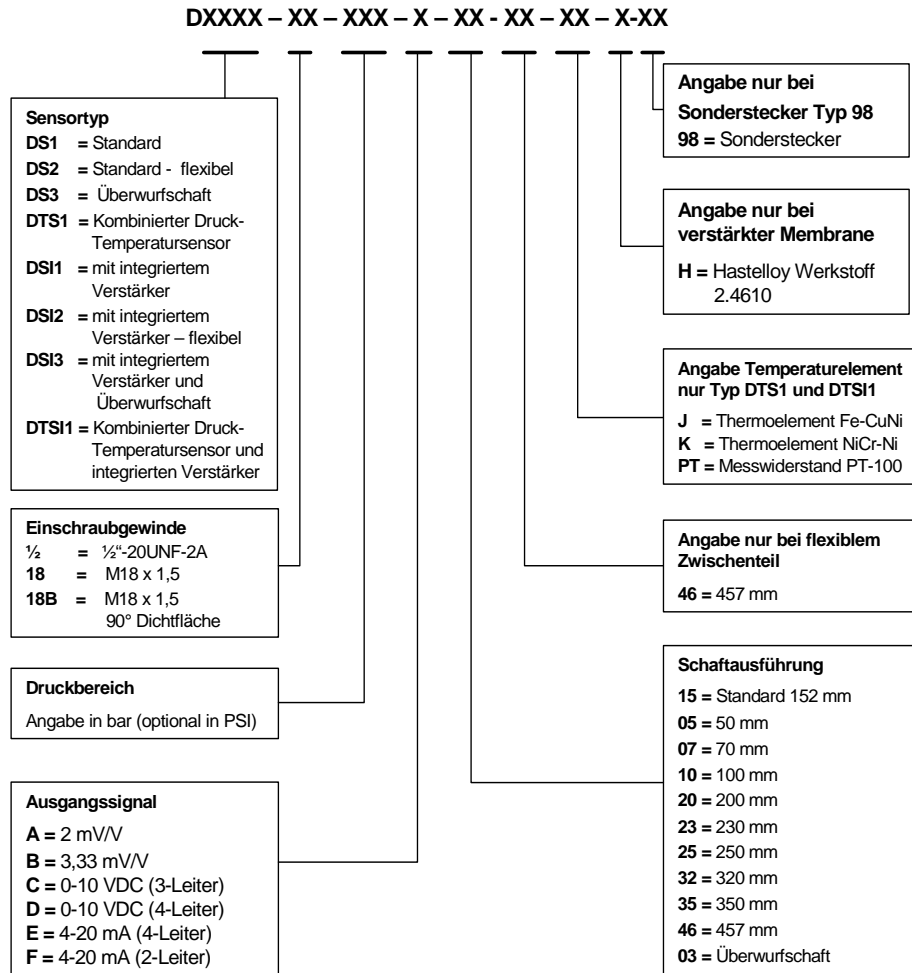 DXXXX – XX – XXX – X – XX - XX – XX – X-XX
Sensortyp
DS1 = Standard
DS2 = Standard - flexibel
DS3 = Überwurfschaft
DTS1 = Kombinierter Druck-
Temperatursensor
DSI1 = mit integriertem
Verstärker
DSI2 = mit integriertem
Verstärker – flexibel
DSI3 = mit integriertem
Verstärker und
Überwurfschaft
DTSI1 = Kombinierter Druck-
Temperatursensor und
integrierten Verstärker
Einschraubgewinde
½ = ½“-20UNF-2A
18 = M18 x 1,5
18B = M18 x 1,5
90° Dichtfläche
Druckbereich
Angabe in bar (optional in PSI)
Ausgangssignal
A = 2 mV/V
B = 3,33 mV/V
C = 0-10 VDC (3-Leiter)
D = 0-10 VDC (4-Leiter)
E = 4-20 mA (4-Leiter)
F = 4-20 mA (2-Leiter)
Angabe nur bei
Sonderstecker Typ 98
98 = Sonderstecker
Angabe nur bei
verstärkter Membrane
H = Hastelloy Werkstoff
2.4610
Angabe Temperaturelement
nur Typ DTS1 und DTSI1
J = Thermoelement Fe-CuNi
K = Thermoelement NiCr-Ni
PT = Messwiderstand PT-100
Angabe nur bei flexiblem
Zwischenteil
46 = 457 mm
Schaftausführung
15 = Standard 152 mm
05 = 50 mm
07 = 70 mm
10 = 100 mm
20 = 200 mm
23 = 230 mm
25 = 250 mm
32 = 320 mm
35 = 350 mm
46 = 457 mm
03 = Überwurfschaft